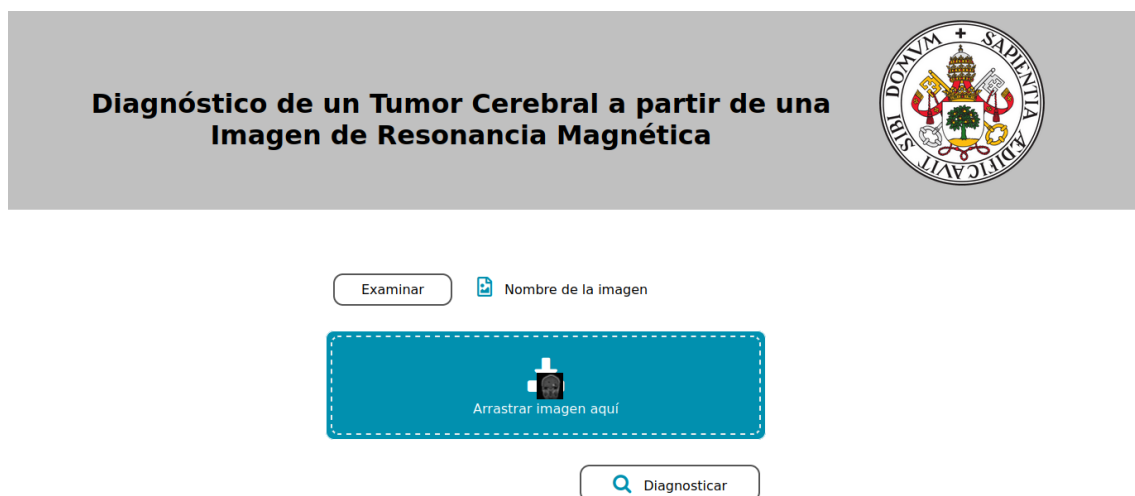 Diagnóstico de un Tumor Cerebral a partir de una
Imagen de Resonancia Magnética
SIBI DOMVM + SAPIENTIA ÆDIFICAVIT
Examinar
Nombre de la imagen
Arrastrar imagen aquí
Diagnosticar